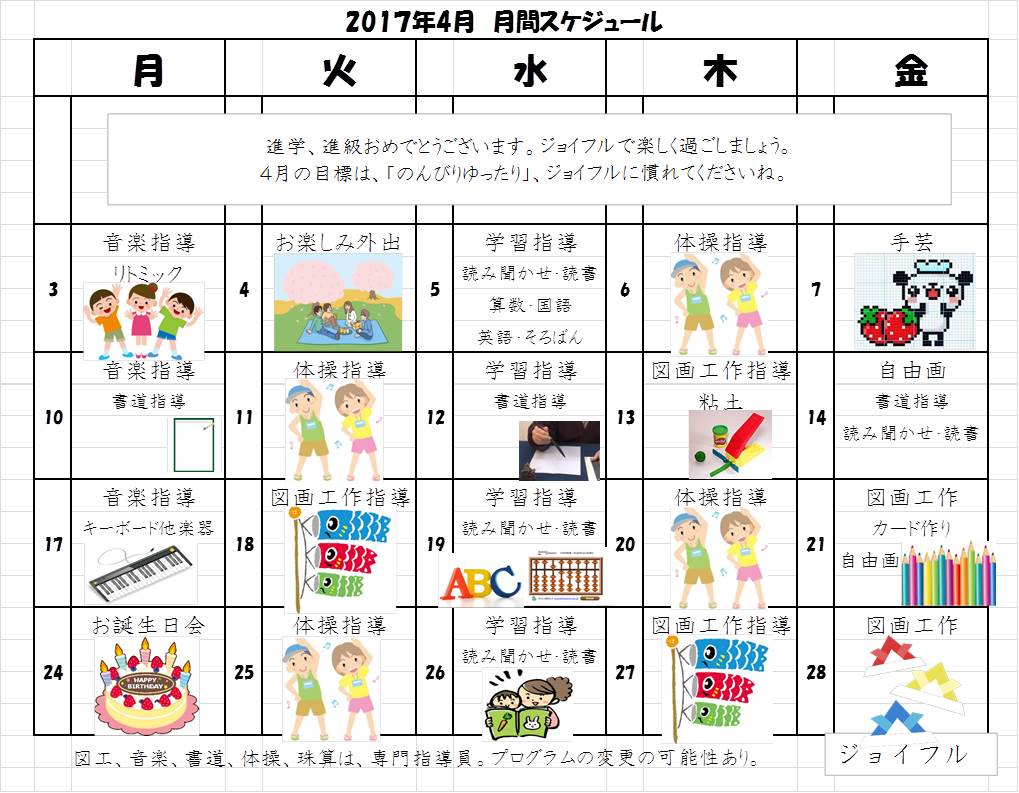 2017年4月　月間スケジュール
月 火 水 木 金
進学、進級おめでとうございます。ジョイフルで楽しく過ごしましょう。
4月の目標は、「のんびりゆったり」、ジョイフルに慣れてくださいね。
3 音楽指導
リトミック
4 お楽しみ外出
5 学習指導
読み聞かせ・読書
算数・国語
英語・そろばん
6 体操指導
7 手芸
10 音楽指導
書道指導
11 体操指導
12 学習指導
書道指導
13 図画工作指導
粘土
14 自由画
書道指導
読み聞かせ・読書
17 音楽指導
キーボード他楽器
18 図画工作指導
19 学習指導
読み聞かせ・読書
ABC
20 体操指導
21 図画工作
カード作り
自由画
24 お誕生日会
HAPPY
BIRTHDAY
25 体操指導
26 学習指導
読み聞かせ・読書
27 図画工作指導
28 図画工作
図工、音楽、書道、体操、珠算は、専門指導員。プログラムの変更の可能性あり。
ジョイフル